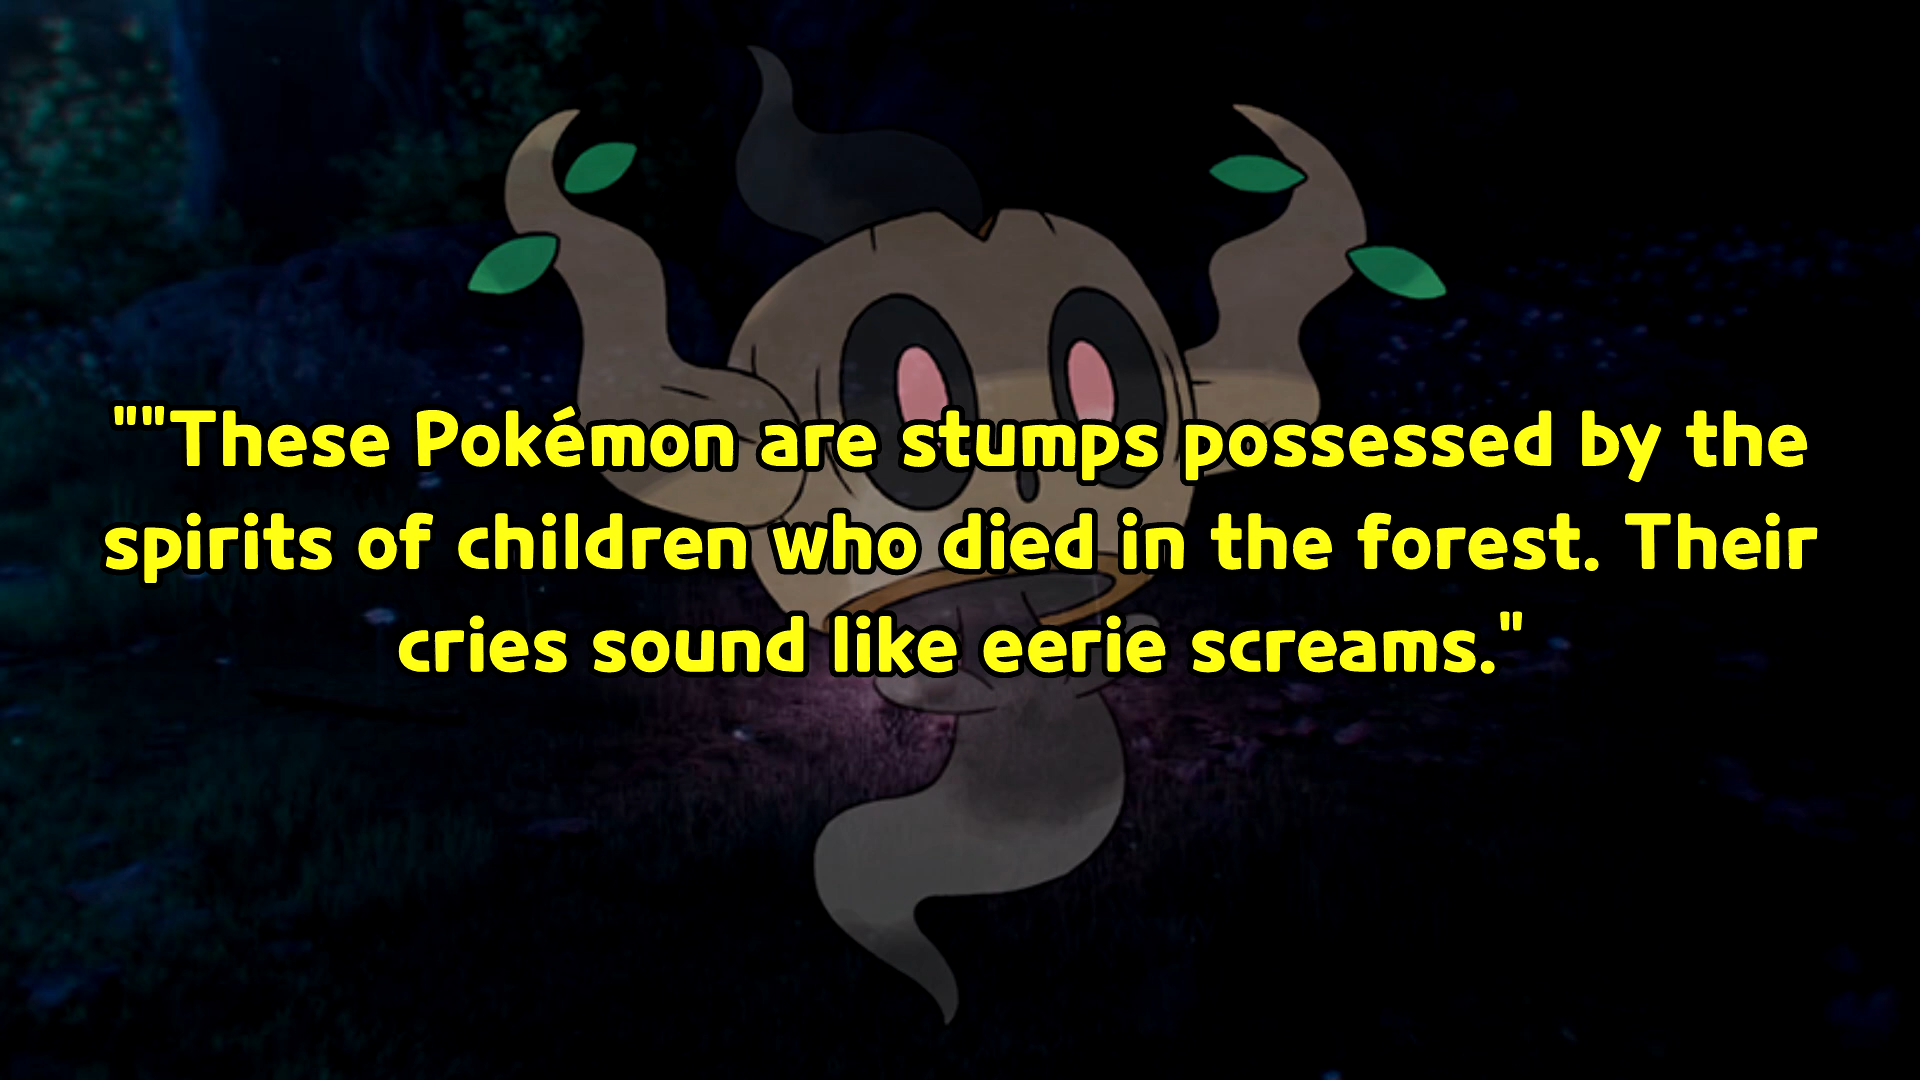 ""These Pokémon are stumps possessed by the
spirits of children who died in the forest. Their
cries sound like eerie screams."